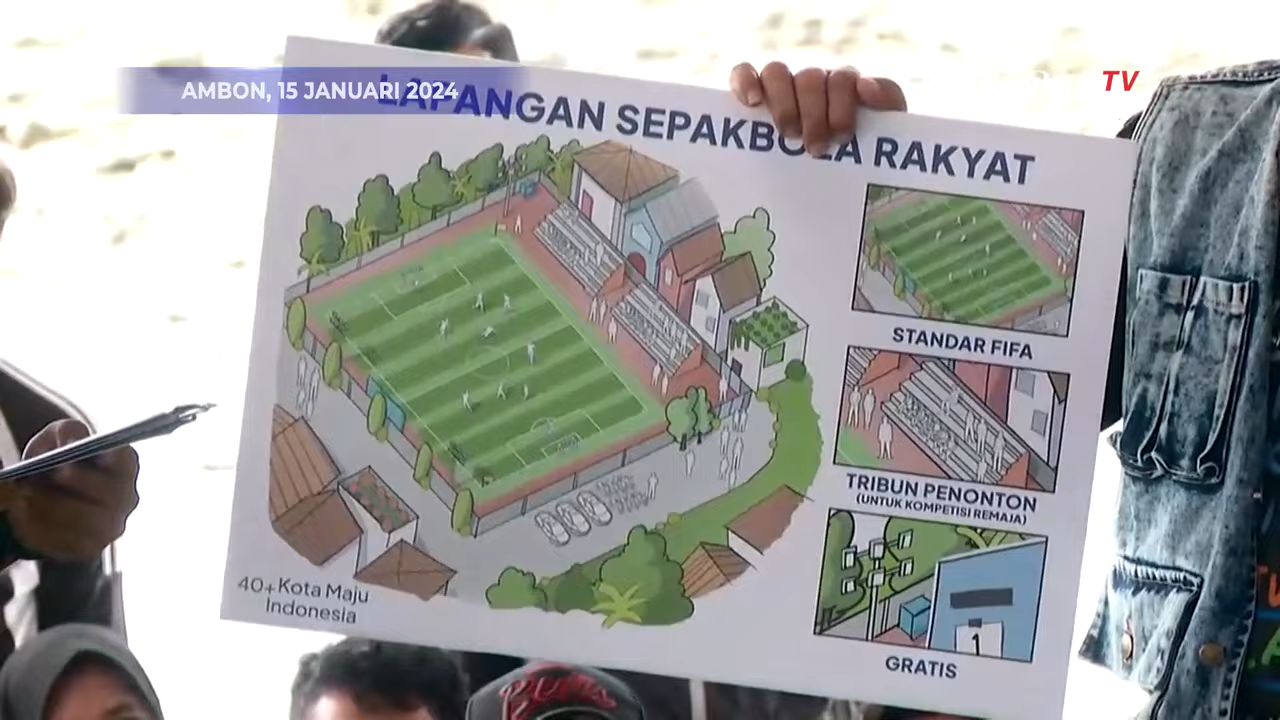 AMBON, 15 JANUARI 2024
TV
LAPANGAN SEPAKBOLA RAKYAT
STANDAR FIFA
TRIBUN PENONTON
(UNTUK KOMPETISI REMAJA)
1
GRATIS
40+ Kota Maju
Indonesia